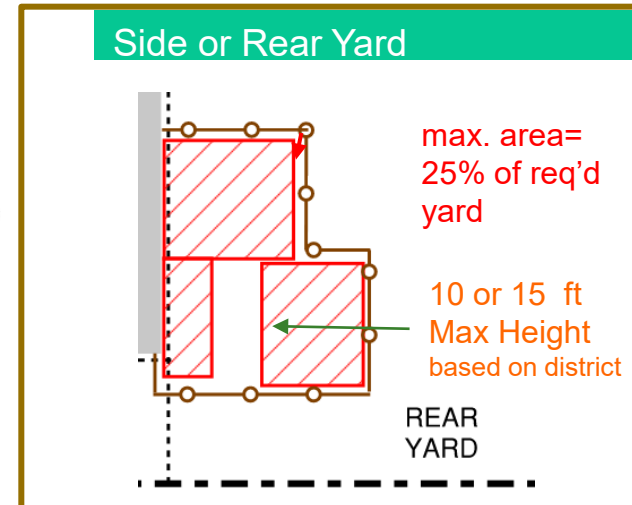 Side or Rear Yard
max. area=
25% of req’d
yard
10 or 15  ft
Max Height
based on district
REAR
YARD